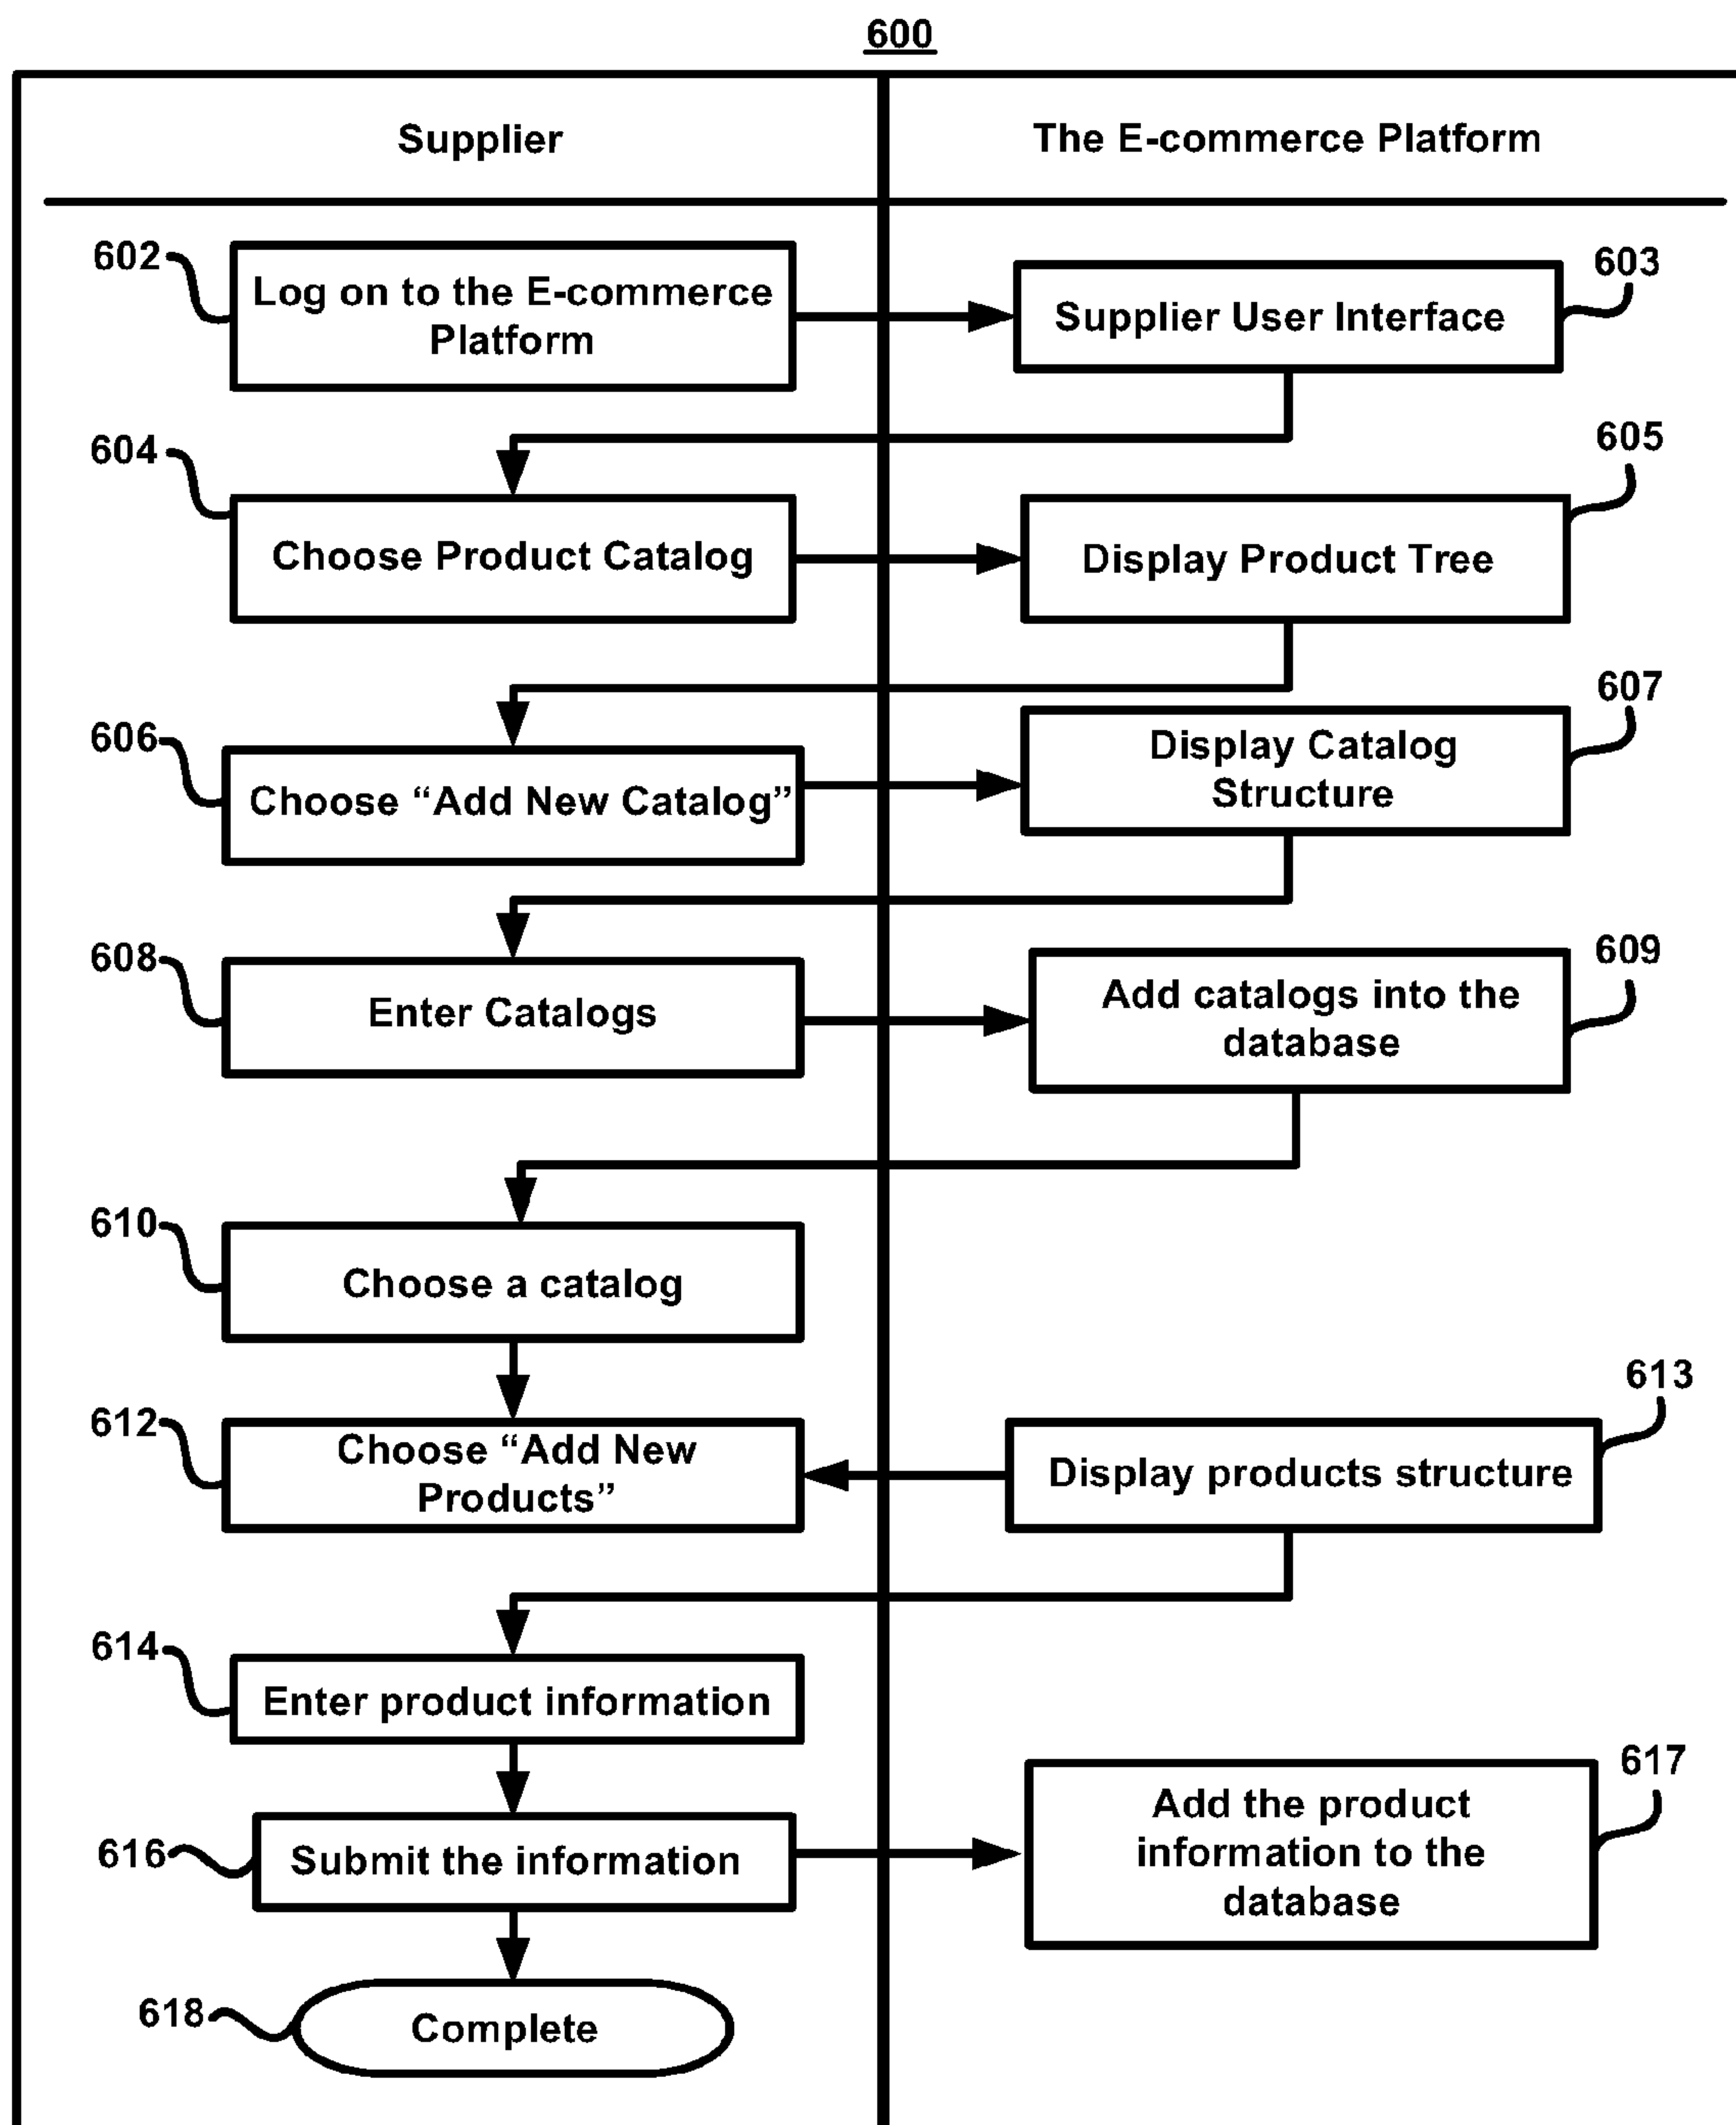 600
Supplier
The E-commerce Platform
602
Log on to the E-commerce
Platform
603
Supplier User Interface
604
Choose Product Catalog
605
Display Product Tree
606
Choose “Add New Catalog”
607
Display Catalog
Structure
608
Enter Catalogs
609
Add catalogs into the
database
610
Choose a catalog
612
Choose “Add New
Products”
613
Display products structure
614
Enter product information
616
Submit the information
617
Add the product
information to the
database
618
Complete